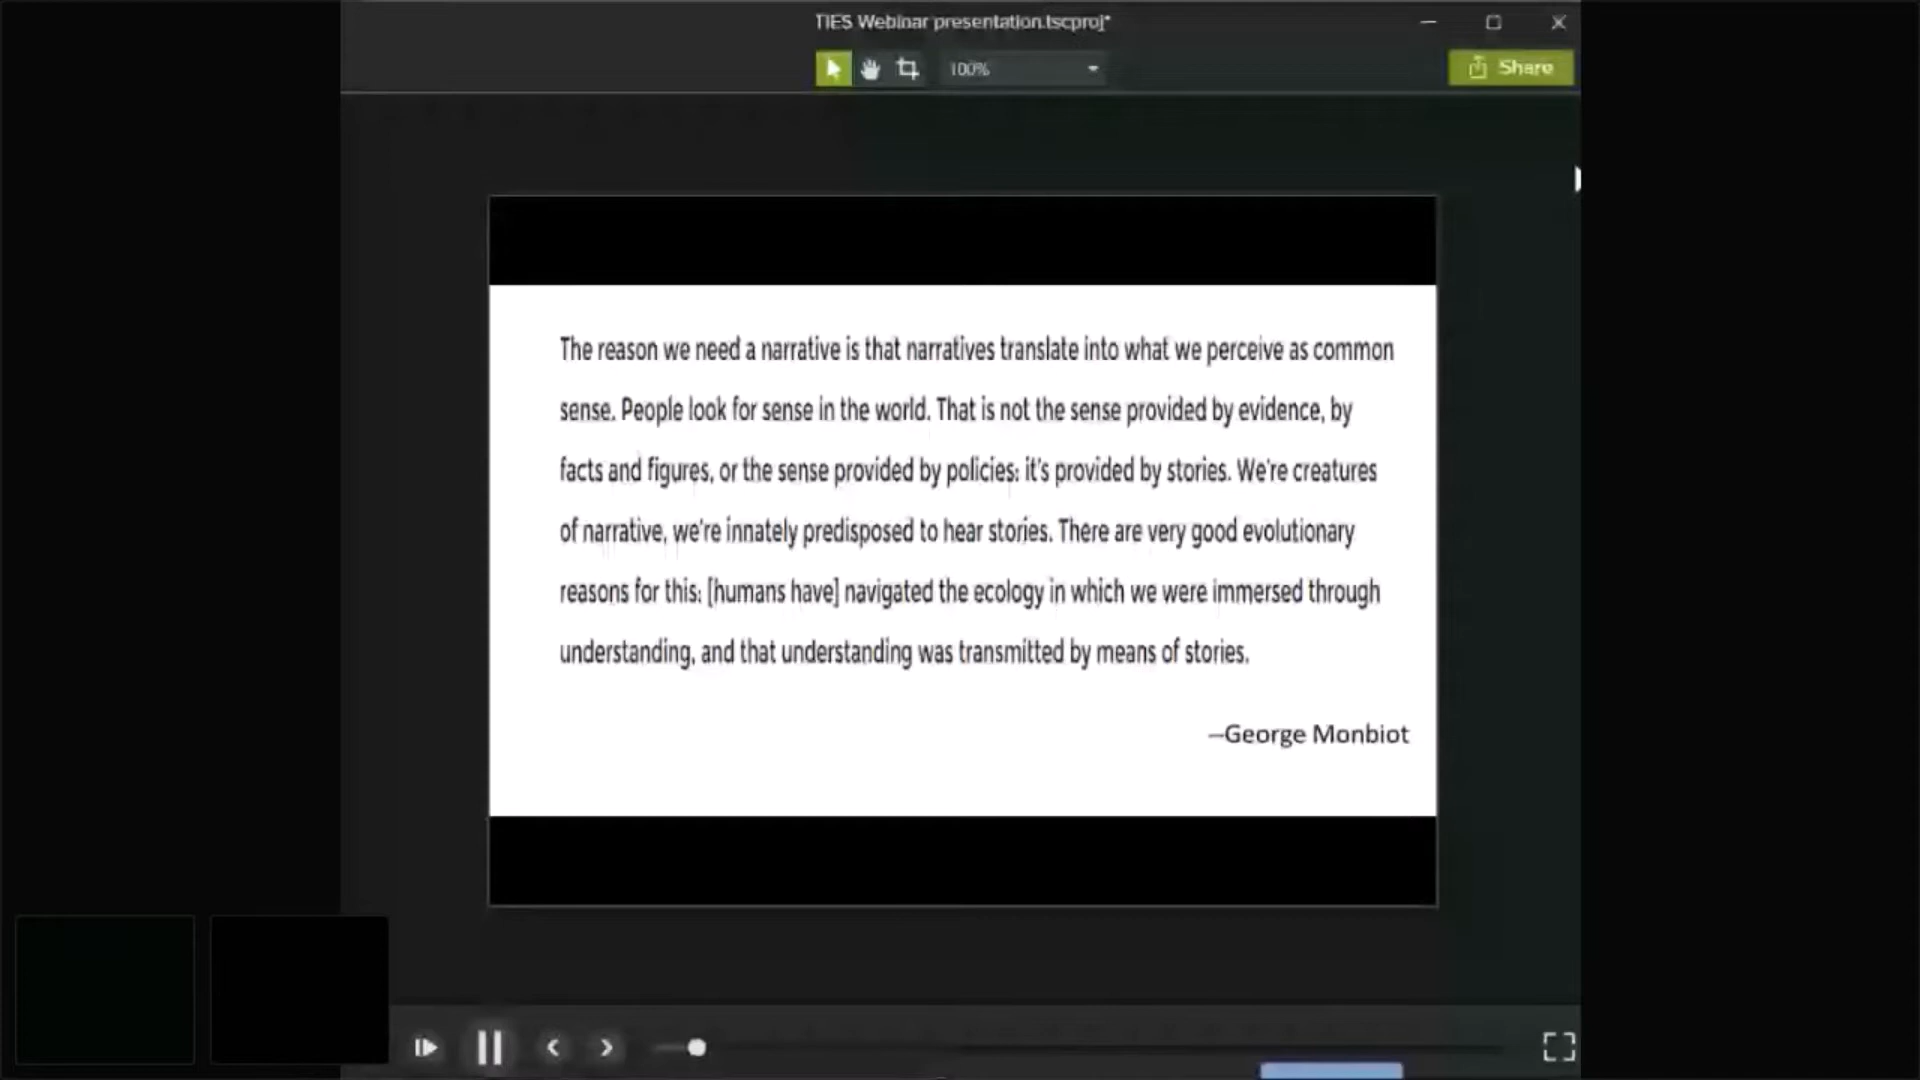 TIES Webinar presentation.tscproj*
100%
Share
The reason we need a narrative is that narratives translate into what we perceive as common
sense. People look for sense in the world. That is not the sense provided by evidence, by
facts and figures, or the sense provided by policies; it's provided by stories. We're creatures
of narrative, we're innately predisposed to hear stories. There are very good evolutionary
reasons for this; [humans have] navigated the ecology in which we were immersed through
understanding, and that understanding was transmitted by means of stories.
–George Monbiot